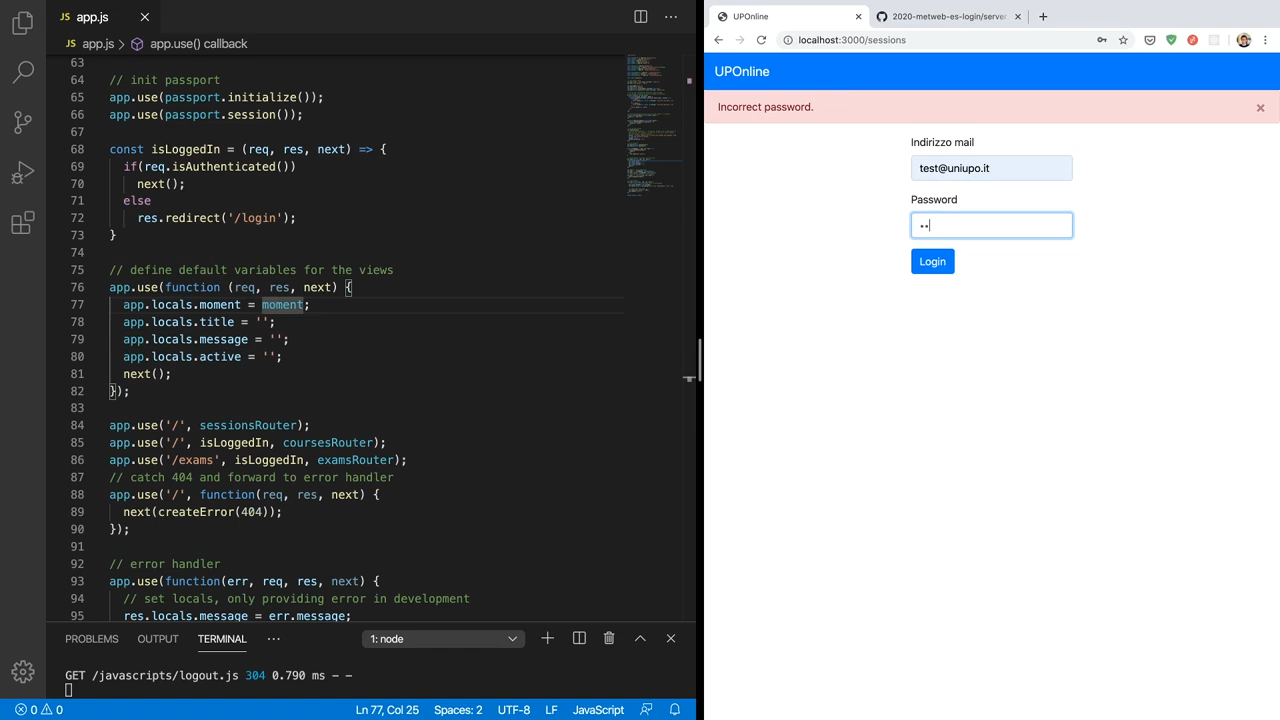 JS app.js ×
JS app.js > app.use() callback
63
64 // init passport
65 app.use(passport.initialize());
66 app.use(passport.session());
67
68 const isLoggedIn = (req, res, next) => {
69 if(req.isAuthenticated())
70 next();
71 else
72 res.redirect('/login');
73 }
74
75 // define default variables for the views
76 app.use(function (req, res, next) {
77 app.locals.moment = moment;
78 app.locals.title = '';
79 app.locals.message = '';
80 app.locals.active = '';
81 next();
82 });
83
84 app.use('/', sessionsRouter);
85 app.use('/', isLoggedIn, coursesRouter);
86 app.use('/exams', isLoggedIn, examsRouter);
87 // catch 404 and forward to error handler
88 app.use('/', function(req, res, next) {
89 next(createError(404));
90 });
91
92 // error handler
93 app.use(function(err, req, res, next) {
94 // set locals, only providing error in development
95 res.locals.message = err.message;
PROBLEMS OUTPUT TERMINAL ··· 1: node
GET /javascripts/logout.js 304 0.790 ms - -
0 0 Ln 77, Col 25 Spaces: 2 UTF-8 LF JavaScript
UPOnline × 2020-metweb-es-login/server × +
localhost:3000/sessions
UPOnline
Incorrect password. ×
Indirizzo mail
test@uniupo.it
Password
••
Login